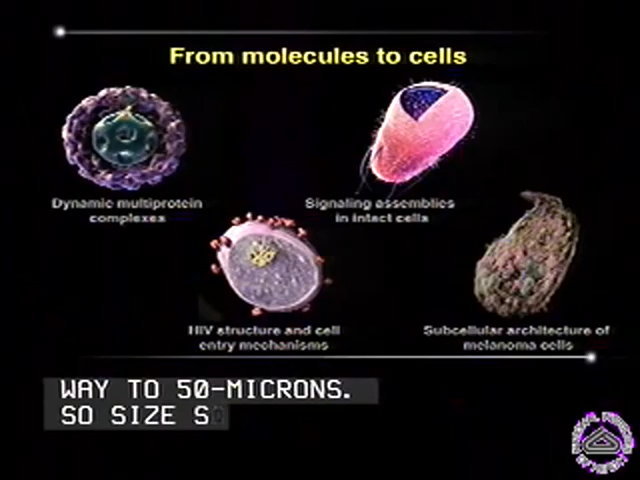 From molecules to cells
Dynamic multiprotein
complexes
Signaling assemblies
in intact cells
HIV structure and cell
entry mechanisms
Subcellular architecture of
melanoma cells
WAY TO 50-MICRONS.
SO SIZE S